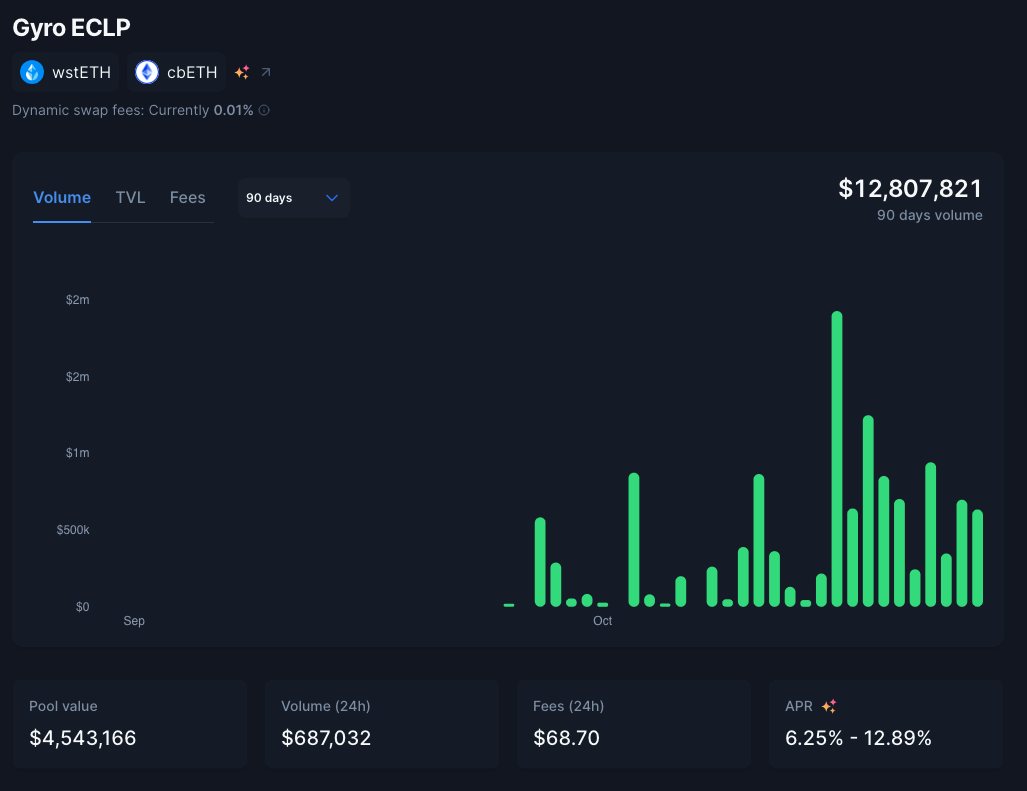 Gyro ECLP
wstETH cbETH
Dynamic swap fees: Currently 0.01%
Volume TVL Fees 90 days
$12,807,821
90 days volume
$2m
$2m
$1m
$500k
$0
Sep Oct
Pool value Volume (24h) Fees (24h) APR
$4,543,166 $687,032 $68.70 6.25% - 12.89%